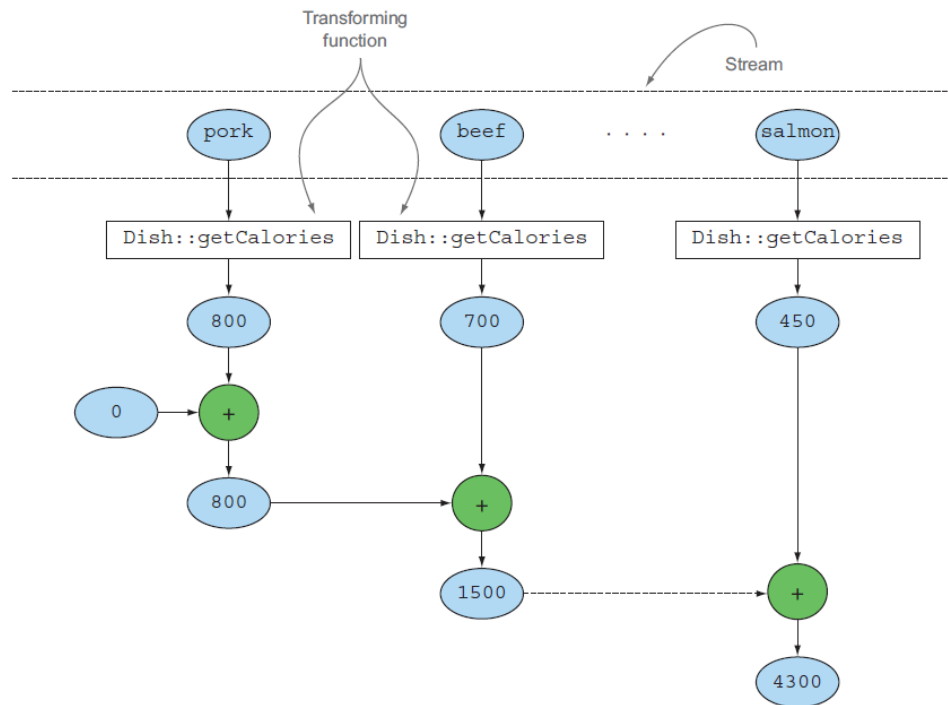 Transforming
function
Stream
pork
beef
. . . .
salmon
Dish::getCalories
Dish::getCalories
Dish::getCalories
800
700
450
0
+
800
+
1500
+
4300